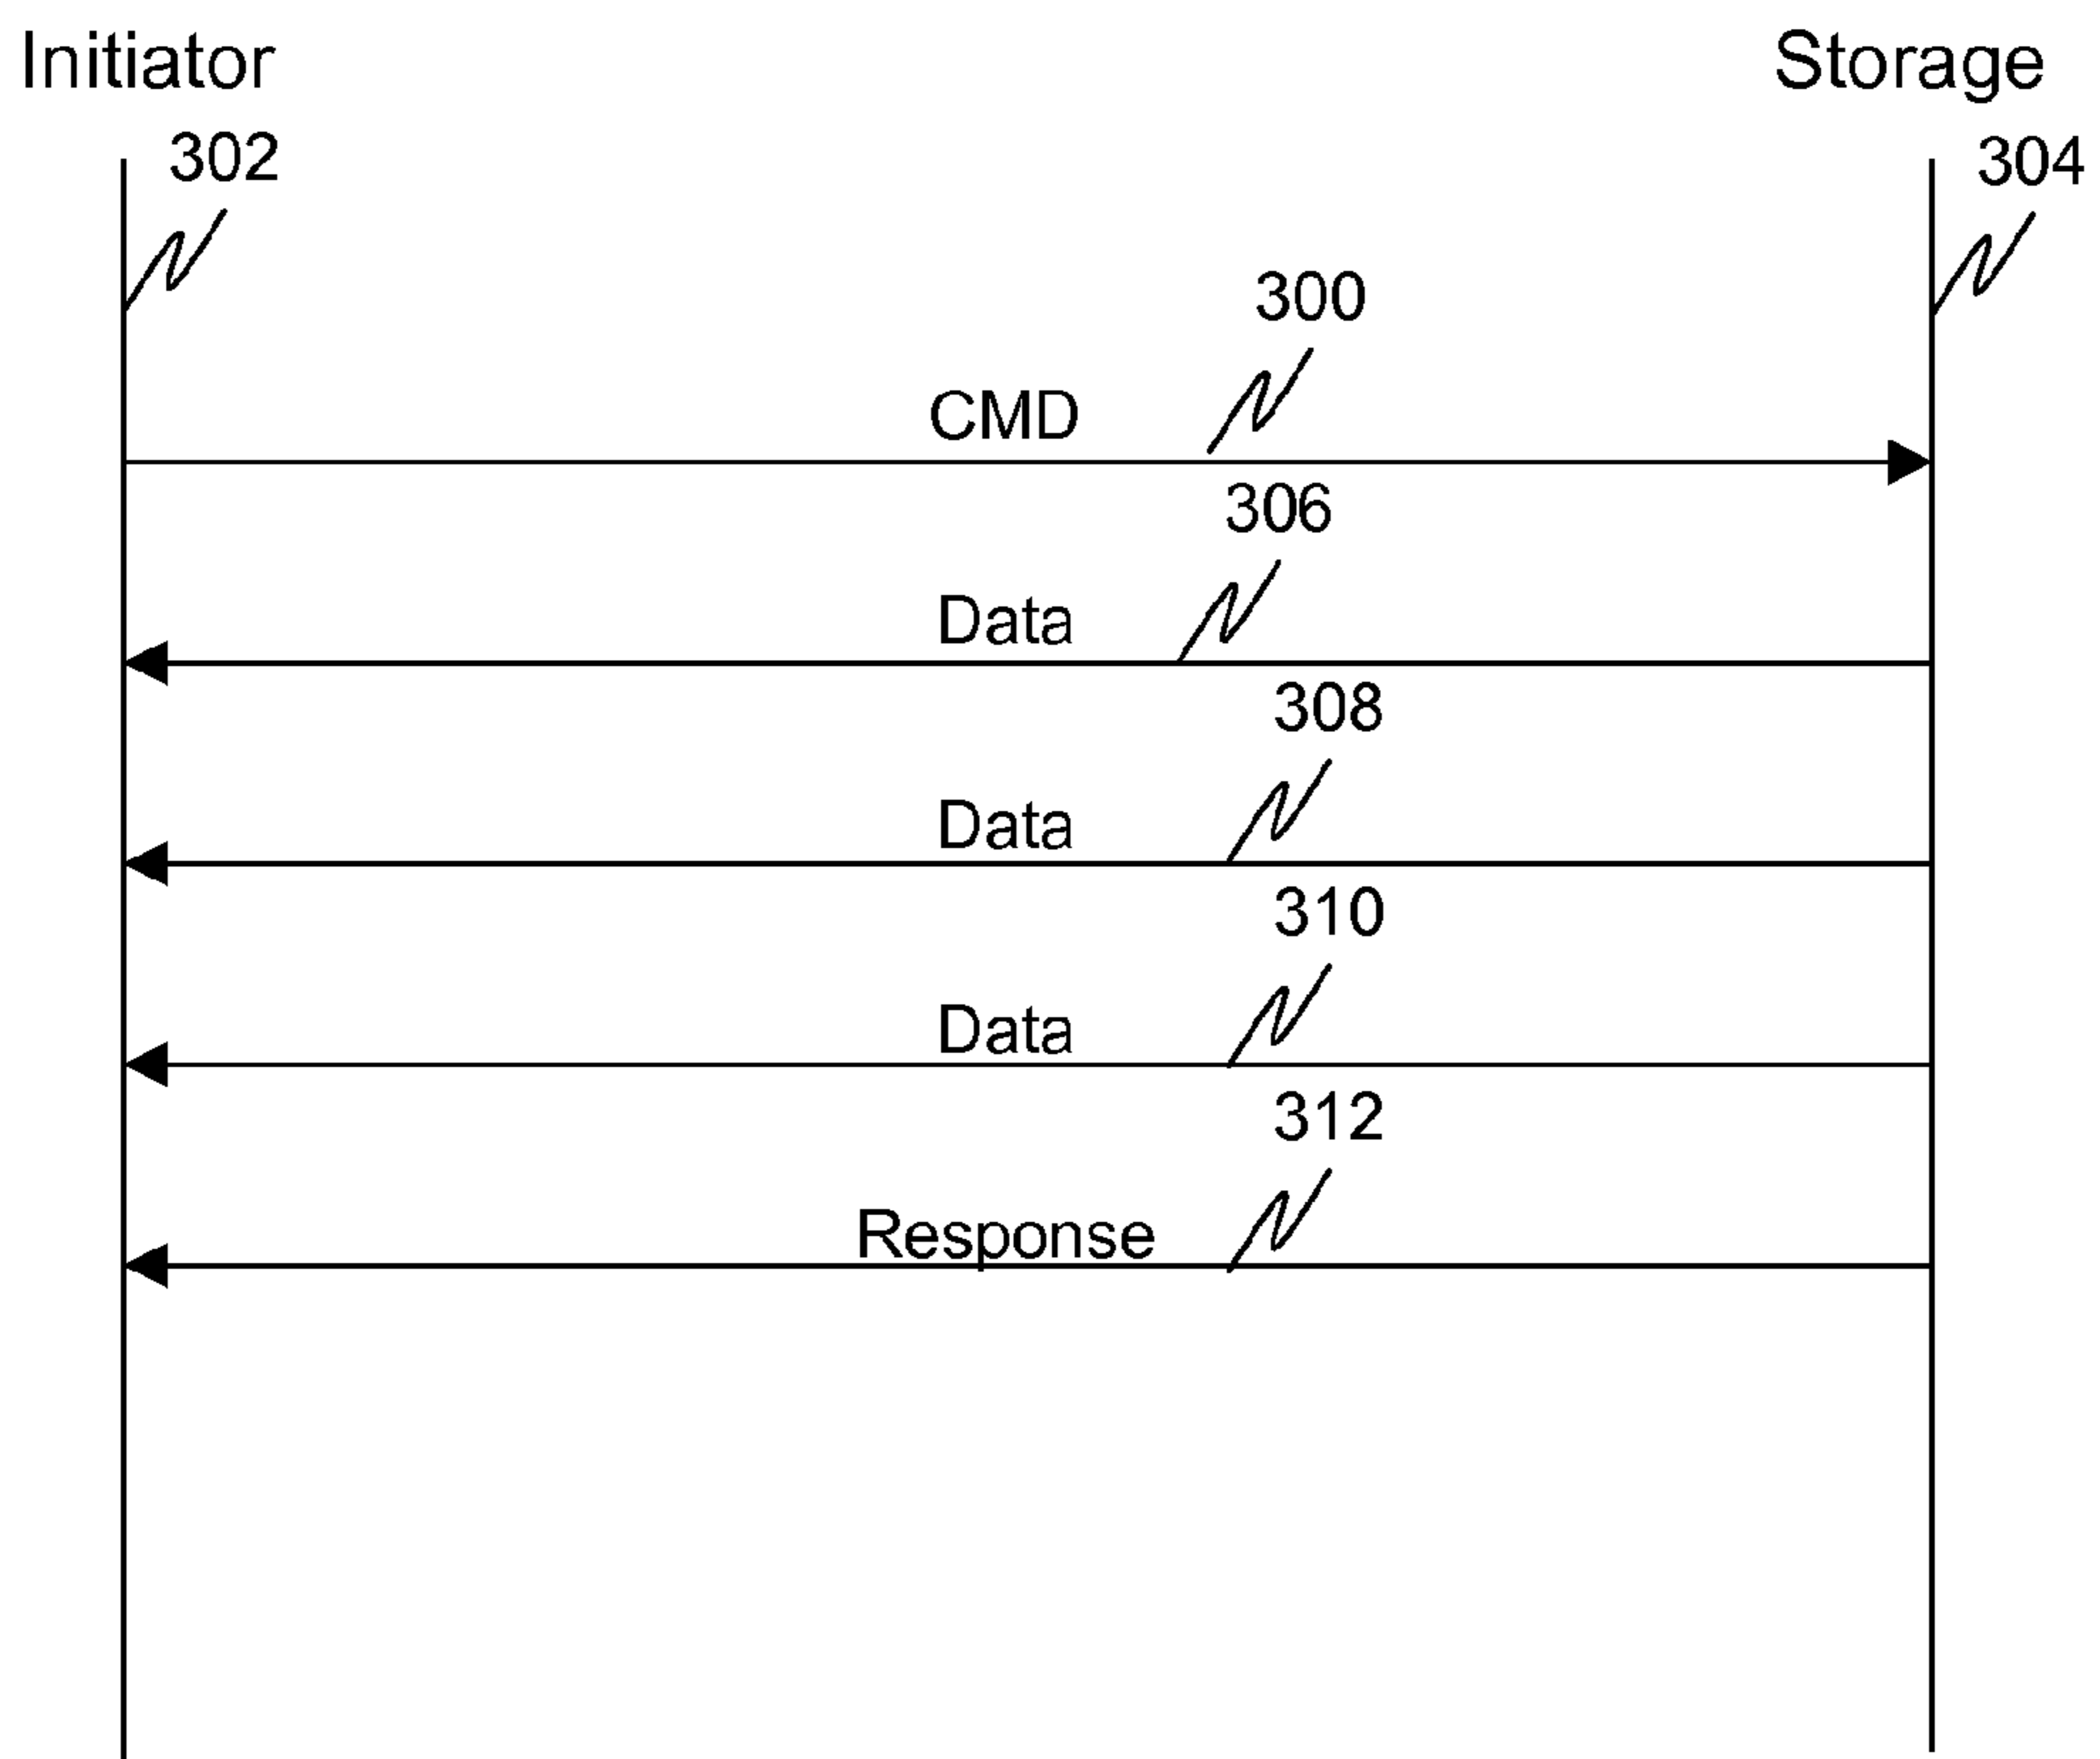 Initiator
Storage
302
304
300
CMD
306
Data
308
Data
310
Data
312
Response